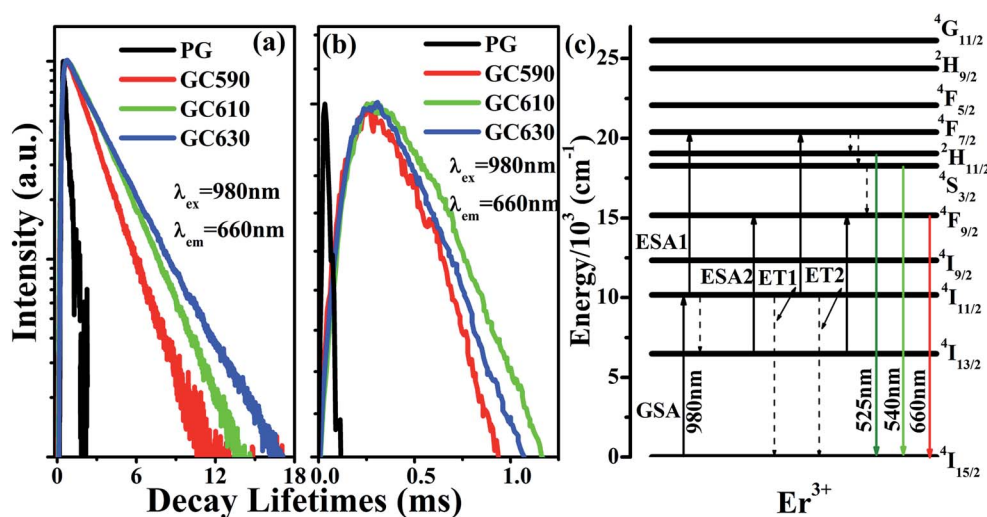 (a)
PG
GC590
GC610
GC630
λex=980nm
λem=660nm
Intensity (a.u.)
0 6 12 18
(b)
PG
GC590
GC610
GC630
λex=980nm
λem=660nm
0.0 0.5 1.0
Decay Lifetimes (ms)
(c)
Energy/10³ (cm⁻¹)
25
20
15
10
5
0
⁴G11/2
²H9/2
⁴F5/2
⁴F7/2
²H11/2
⁴S3/2
⁴F9/2
⁴I9/2
⁴I11/2
⁴I13/2
⁴I15/2
ESA1
ESA2
ET1
ET2
GSA
980nm
525nm
540nm
660nm
Er³⁺